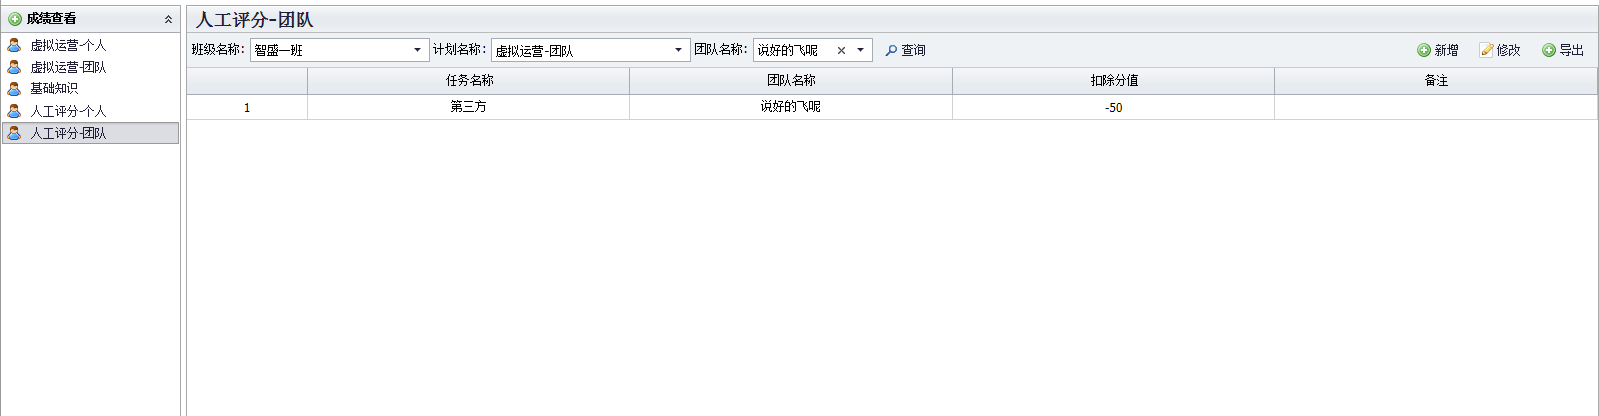 成绩查看
虚拟运营-个人
虚拟运营-团队
基础知识
人工评分-个人
人工评分-团队
人工评分-团队
班级名称: 智盛一班 计划名称: 虚拟运营-团队 团队名称: 说好的飞呢 查询 新增 修改 导出
任务名称 团队名称 扣除分值 备注
1 第三方 说好的飞呢 -50